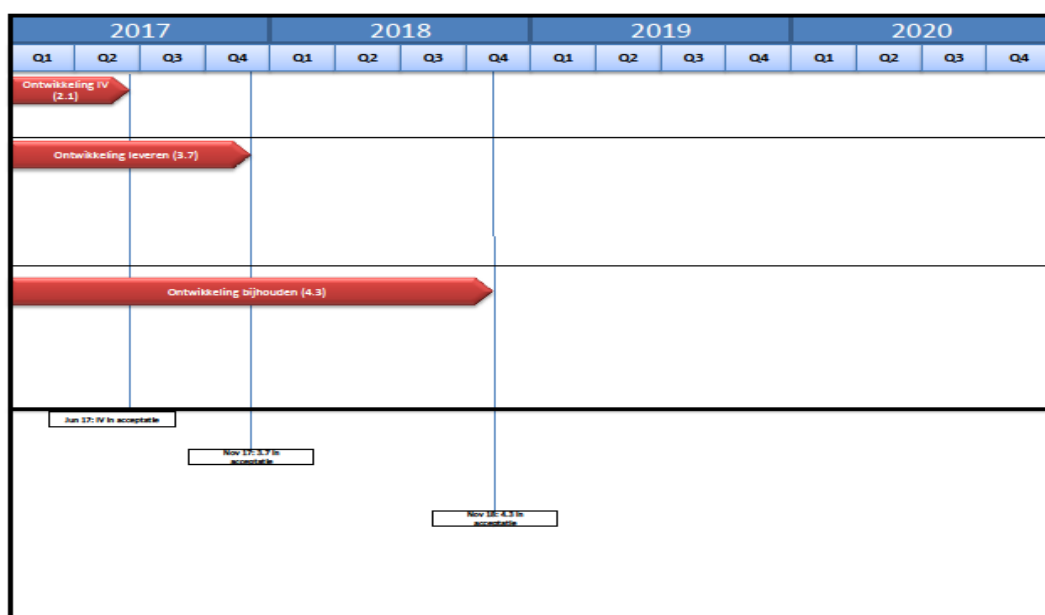 2017 2018 2019 2020
Q1 Q2 Q3 Q4 Q1 Q2 Q3 Q4 Q1 Q2 Q3 Q4 Q1 Q2 Q3 Q4
Ontwikkeling IV
(2.1)
Ontwikkeling leveren (3.7)
Ontwikkeling bijhouden (4.3)
Jun 17: IV in acceptatie
Nov 17: 3.7 in
acceptatie
Nov 18: 4.3 in
acceptatie